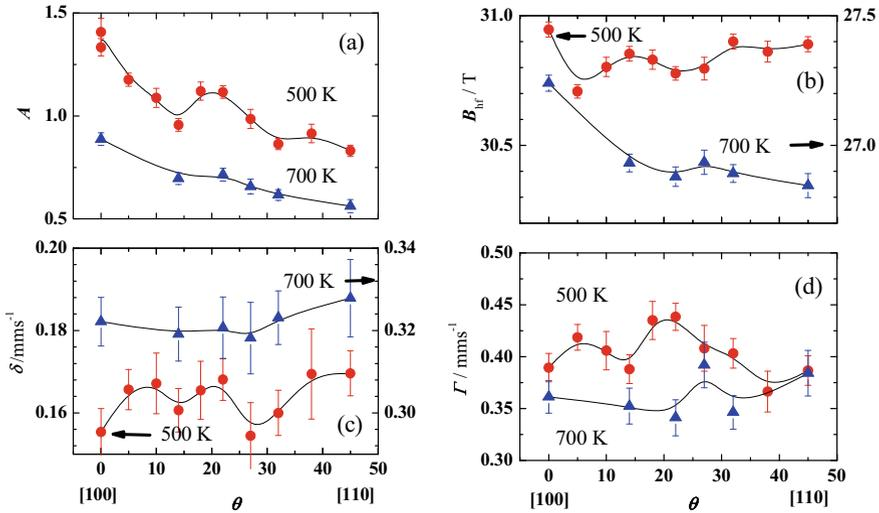 1.5
1.0
0.5
A
(a)
500 K
700 K
31.0
30.5
B_hf / T
27.5
27.0
500 K
(b)
700 K
0.20
0.18
0.16
δ/mms⁻¹
0.34
0.32
0.30
700 K
(c)
500 K
0 10 20 30 40 50
[100] θ [110]
0.50
0.45
0.40
0.35
0.30
Γ / mms⁻¹
(d)
500 K
700 K
0 10 20 30 40 50
[100] θ [110]